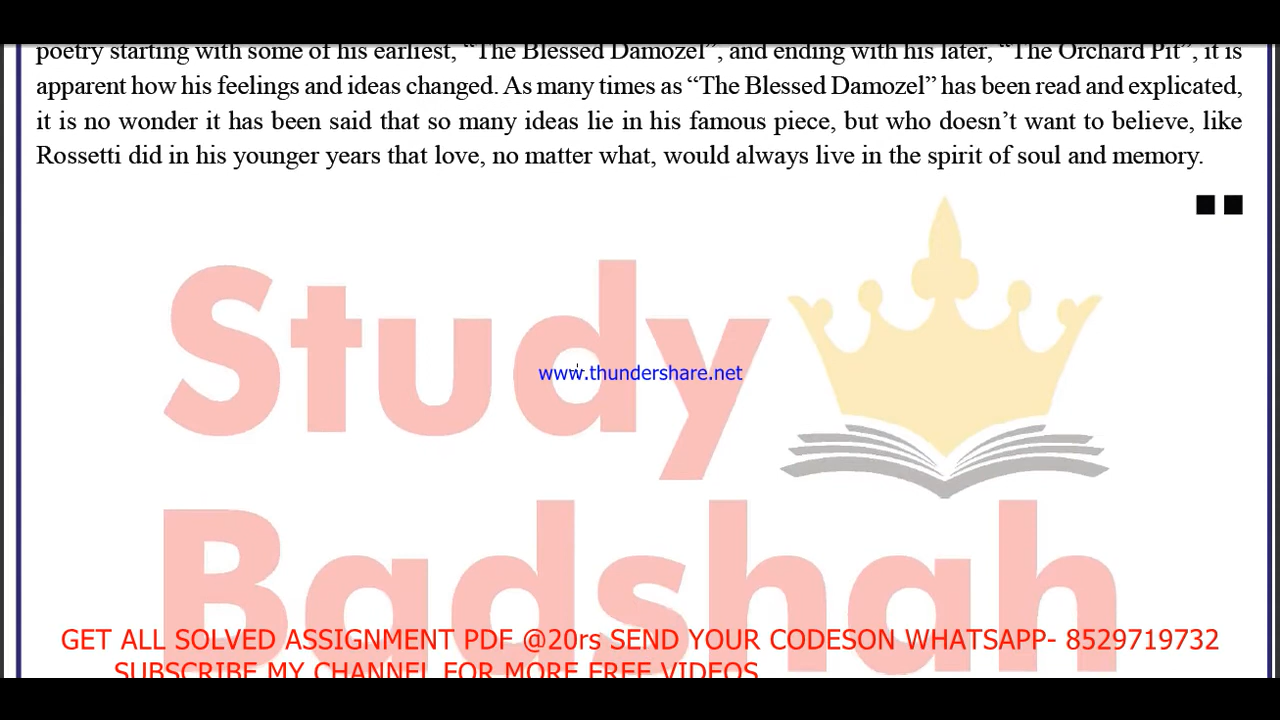 poetry starting with some of his earliest, “The Blessed Damozel”, and ending with his later, “The Orchard Pit”, it is
apparent how his feelings and ideas changed. As many times as “The Blessed Damozel” has been read and explicated,
it is no wonder it has been said that so many ideas lie in his famous piece, but who doesn’t want to believe, like
Rossetti did in his younger years that love, no matter what, would always live in the spirit of soul and memory.
Study
www.thundershare.net
Badshah
GET ALL SOLVED ASSIGNMENT PDF @20rs SEND YOUR CODESON WHATSAPP- 8529719732
SUBSCRIBE MY CHANNEL FOR MORE FREE VIDEOS